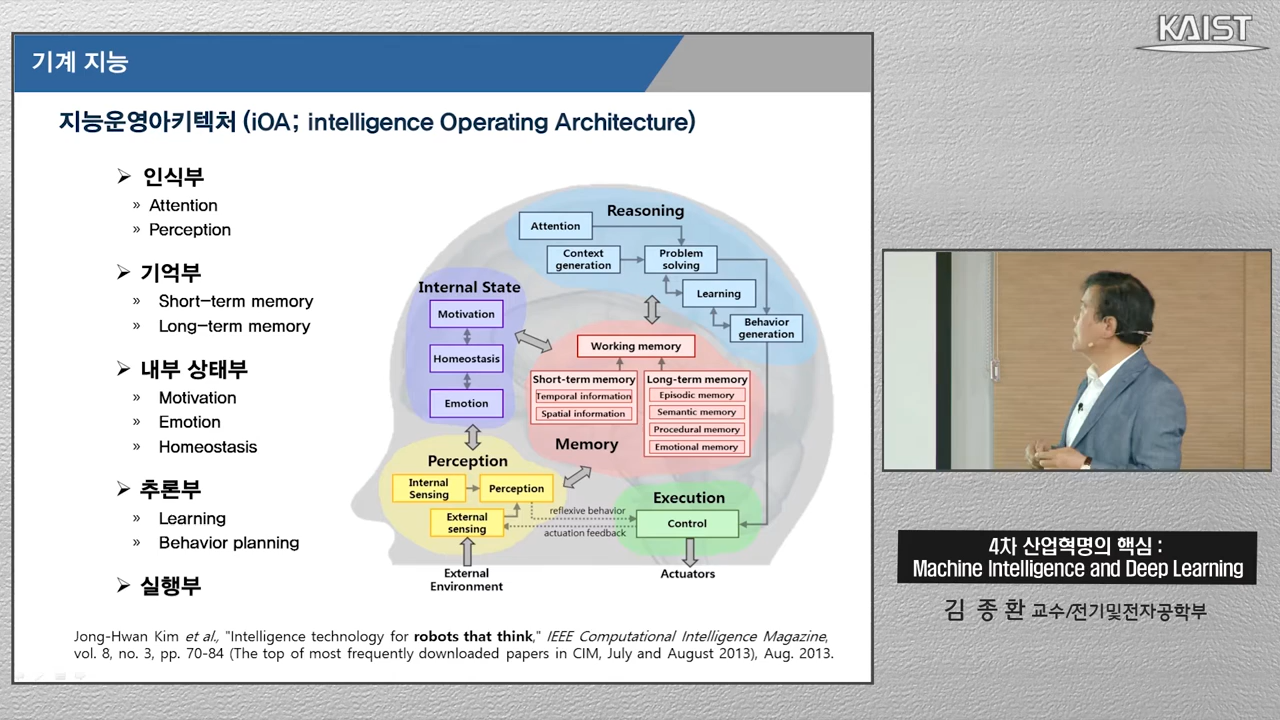 KAIST
기계 지능
지능운영아키텍처 (iOA; intelligence Operating Architecture)
➢ 인식부
» Attention
» Perception
➢ 기억부
» Short-term memory
» Long-term memory
➢ 내부 상태부
» Motivation
» Emotion
» Homeostasis
➢ 추론부
» Learning
» Behavior planning
➢ 실행부
Reasoning
Attention
Context
generation
Problem
solving
Learning
Behavior
generation
Internal State
Motivation
Homeostasis
Emotion
Working memory
Short-term memory
Temporal information
Spatial information
Long-term memory
Episodic memory
Semantic memory
Procedural memory
Emotional memory
Memory
Perception
Internal
Sensing
Perception
External
sensing
reflexive behavior
actuation feedback
Execution
Control
External
Environment
Actuators
Jong-Hwan Kim et al., "Intelligence technology for robots that think," IEEE Computational Intelligence Magazine,
vol. 8, no. 3, pp. 70-84 (The top of most frequently downloaded papers in CIM, July and August 2013), Aug. 2013.
4차 산업혁명의 핵심 :
Machine Intelligence and Deep Learning
김 종 환 교수/전기및전자공학부